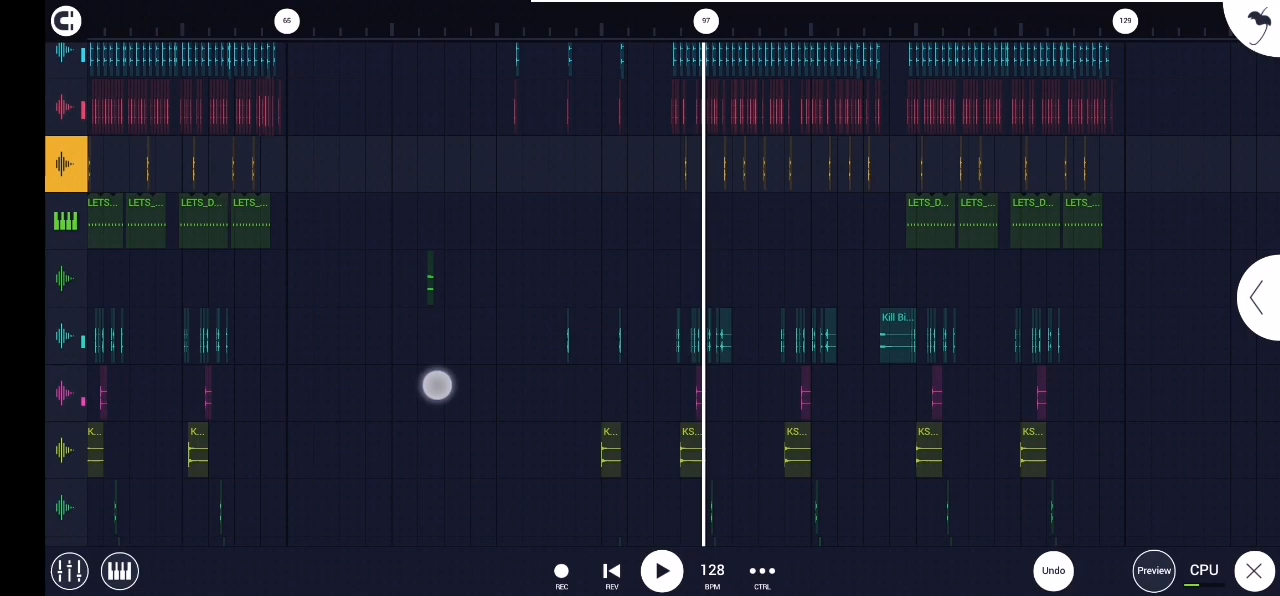 65
97
129
LETS...
LETS_...
LETS_D...
LETS_...
LETS_D...
LETS_...
LETS_D...
LETS_...
Kill Bi...
K...
K...
K...
KS...
KS...
KS...
KS...
REC
REV
128
BPM
CTRL
Undo
Preview
CPU